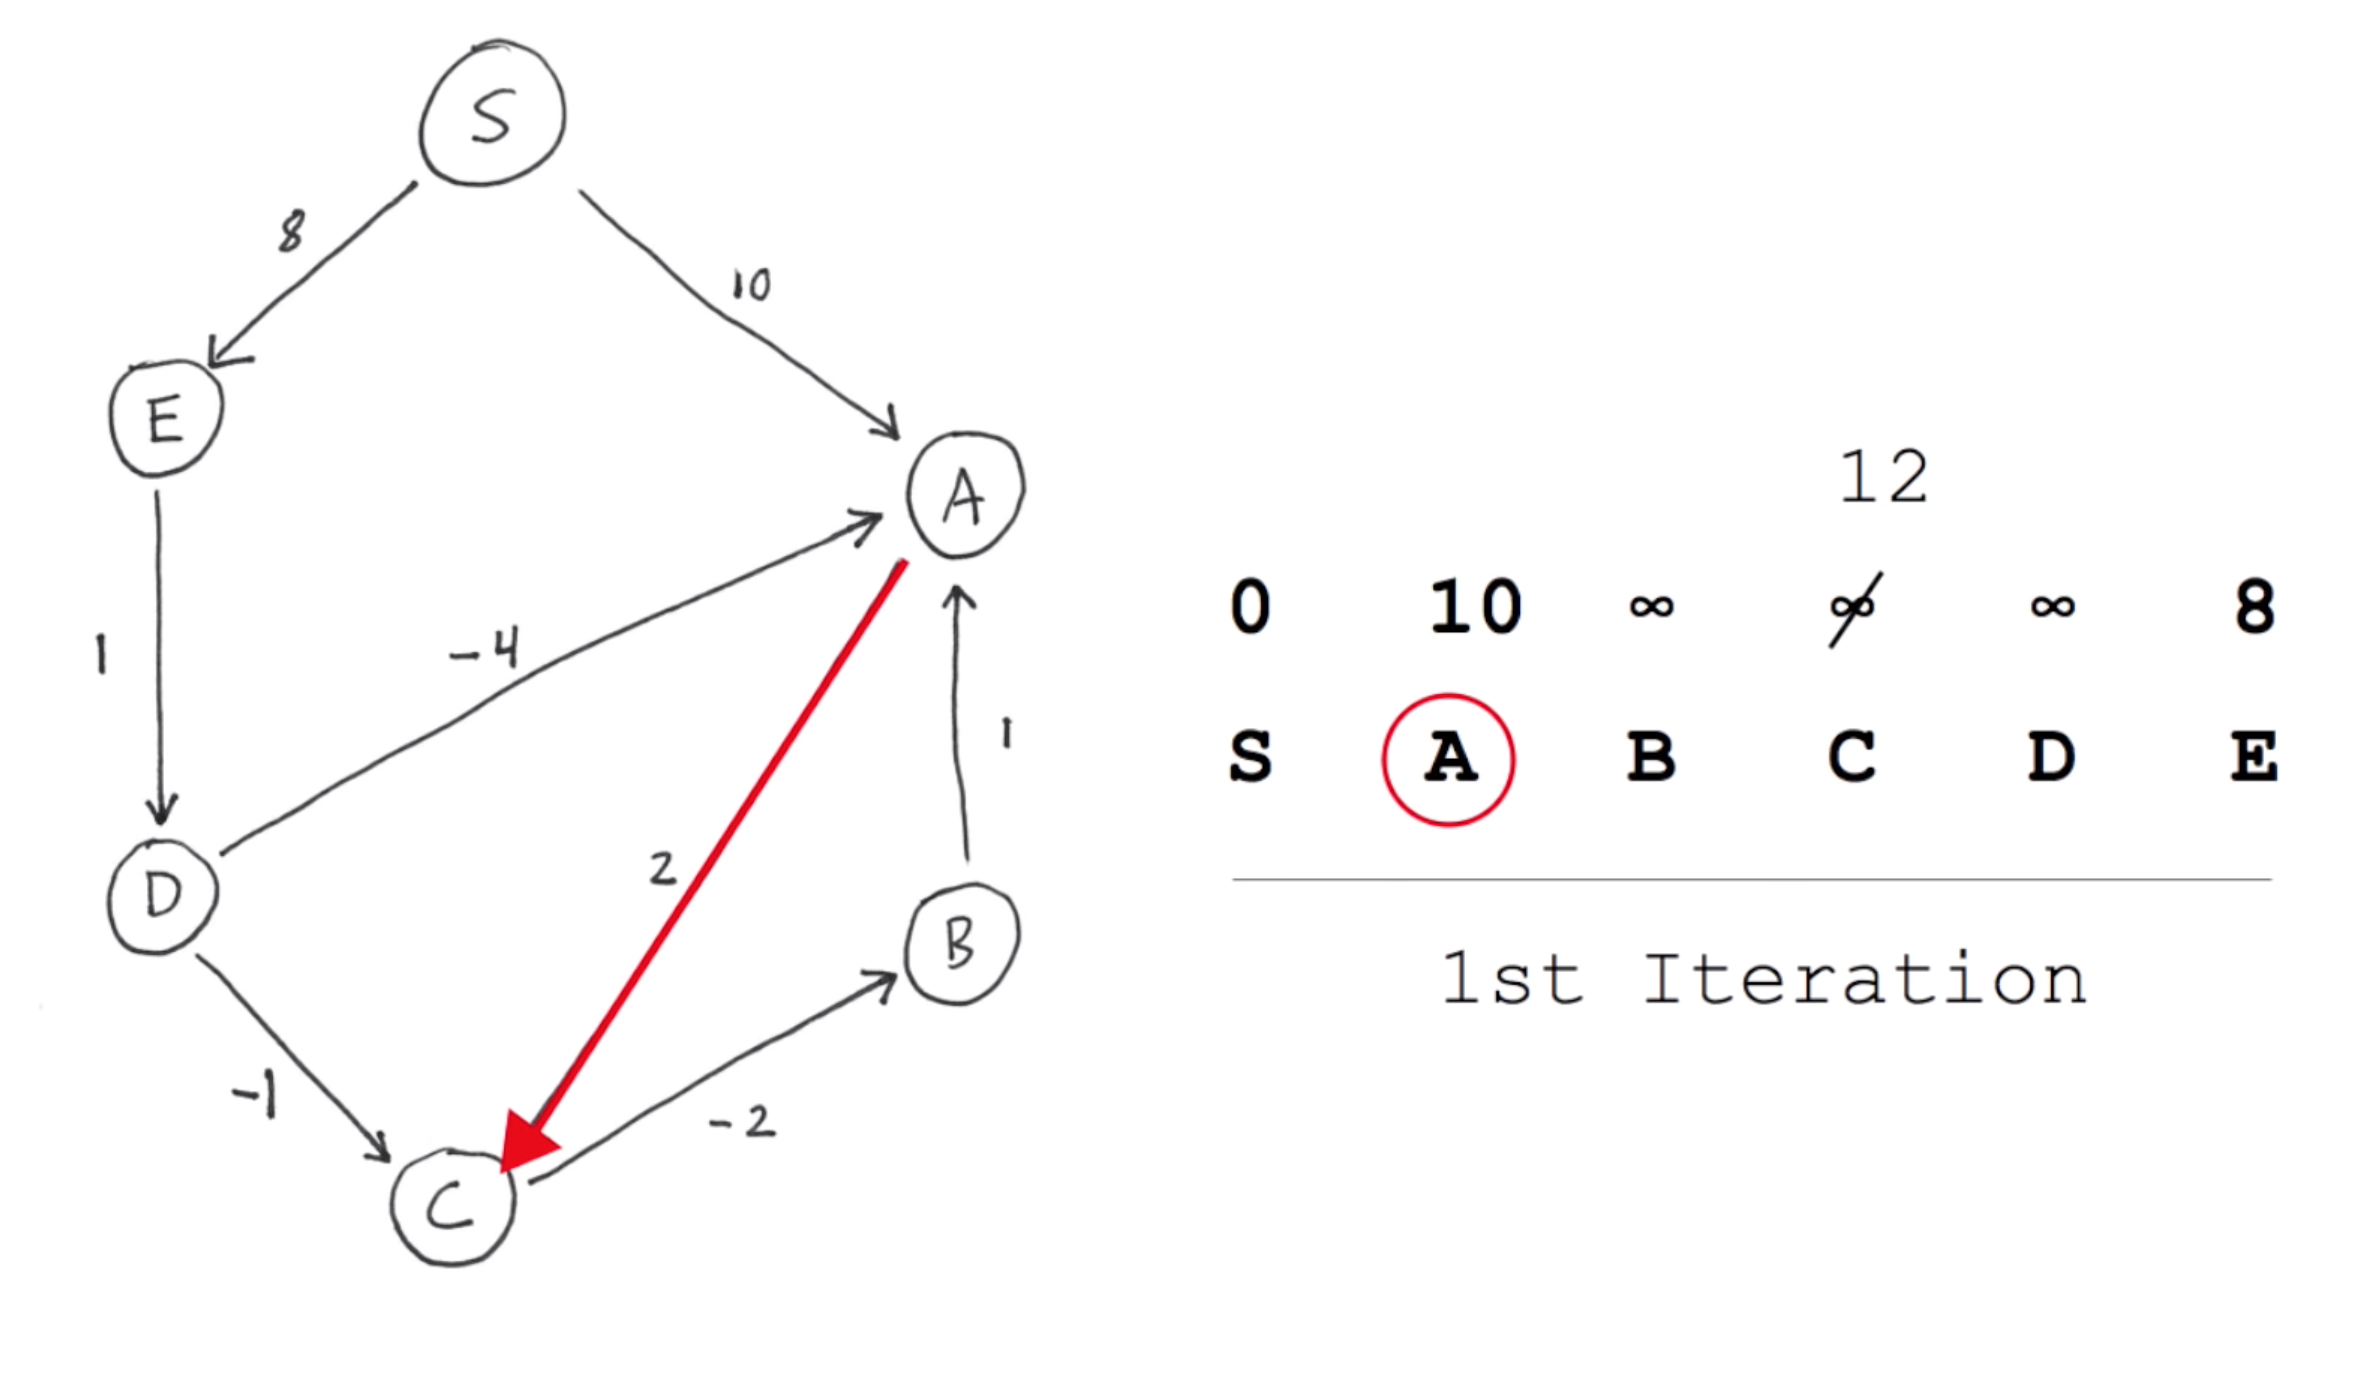 S
8
10
E
A
1
-4
1
2
D
B
-1
-2
C
12
0 10 ∞ ∞ ∞ 8
S A B C D E
1st Iteration